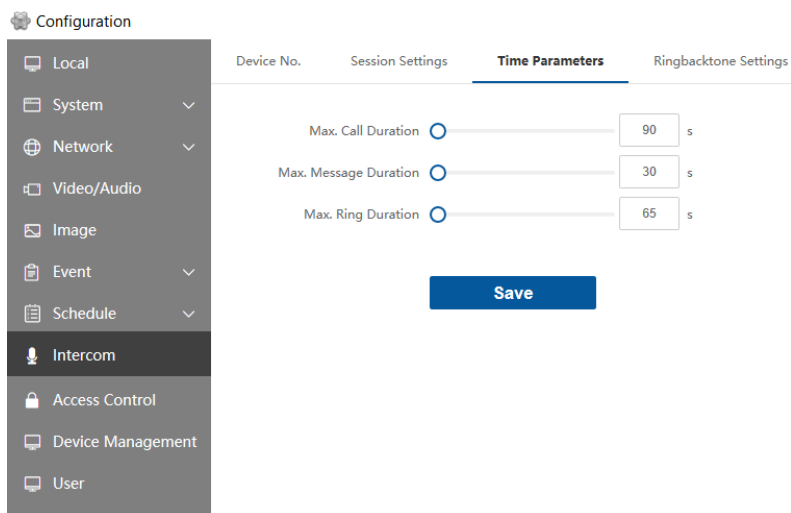 Configuration
Local
System
Network
Video/Audio
Image
Event
Schedule
Intercom
Access Control
Device Management
User
Device No. Session Settings Time Parameters Ringbacktone Settings
Max. Call Duration 90 s
Max. Message Duration 30 s
Max. Ring Duration 65 s
Save